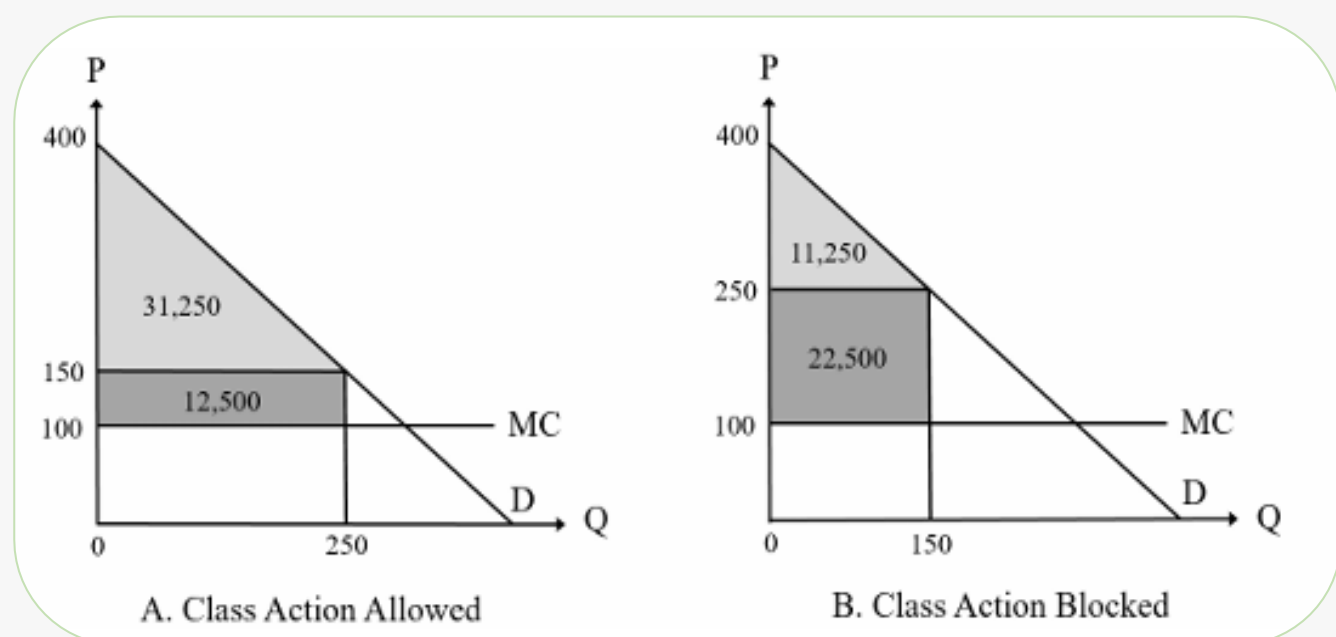 P
400
31,250
150
12,500
100
MC
D
Q
0
250
A. Class Action Allowed
P
400
11,250
250
22,500
100
MC
D
Q
0
150
B. Class Action Blocked